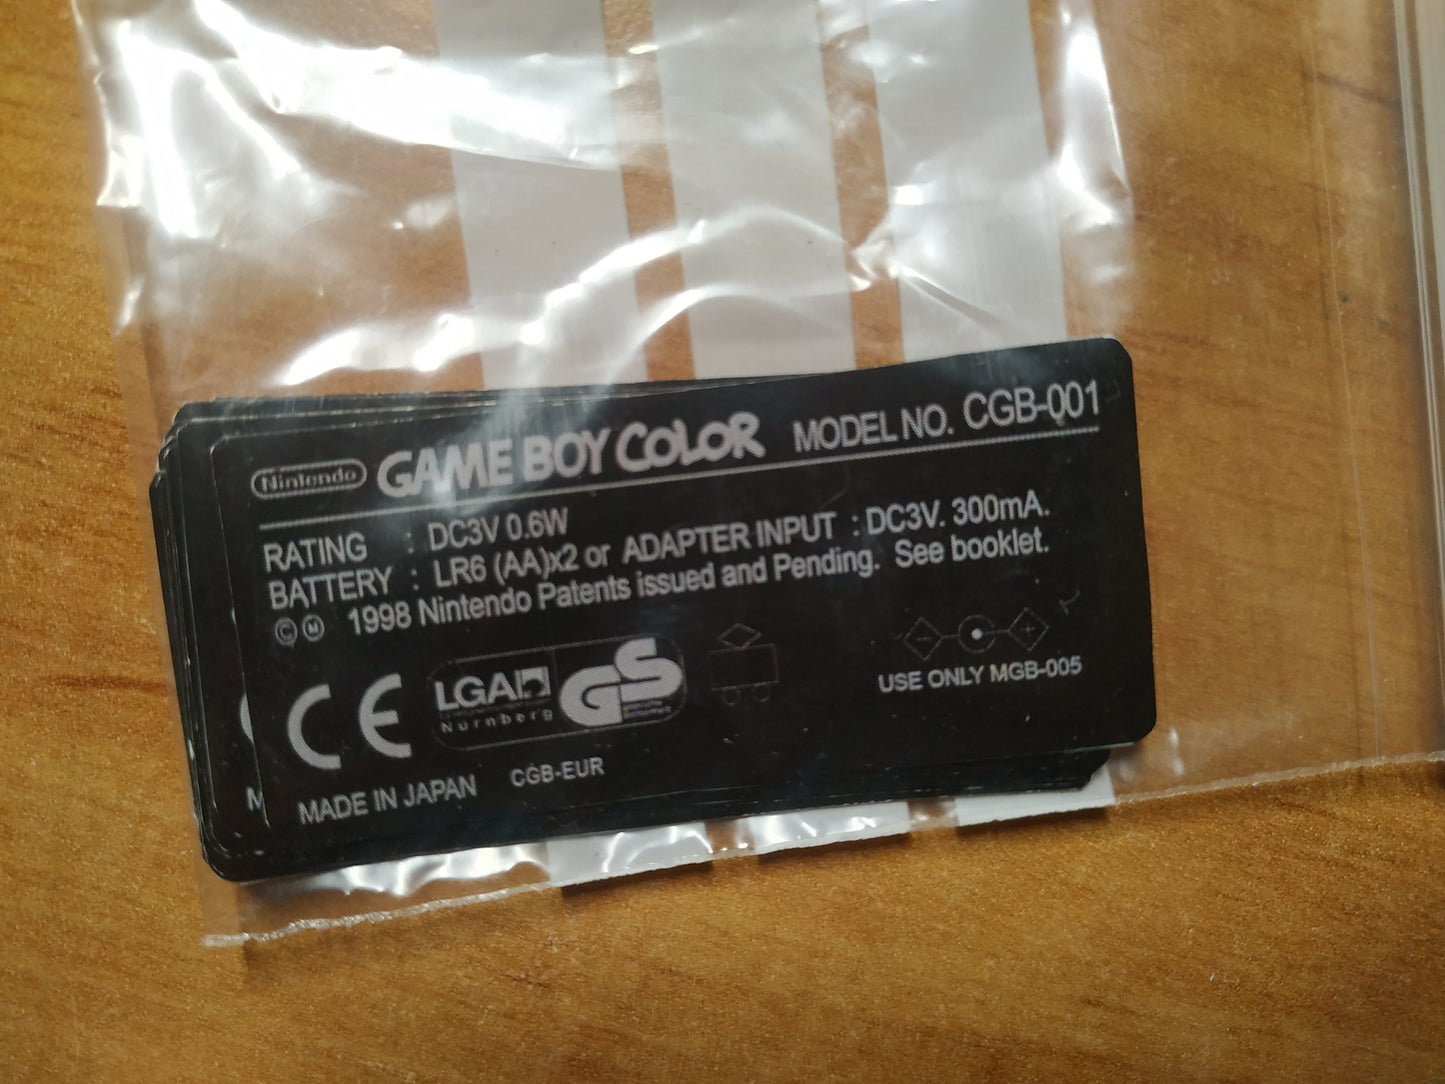 Nintendo GAME BOY COLOR MODEL NO. CGB-001
RATING : DC3V 0.6W
BATTERY : LR6 (AA)x2 or ADAPTER INPUT : DC3V. 300mA.
© Ⓜ 1998 Nintendo Patents issued and Pending. See booklet.
CE LGA GS
Nürnberg
USE ONLY MGB-005
MADE IN JAPAN CGB-EUR
M